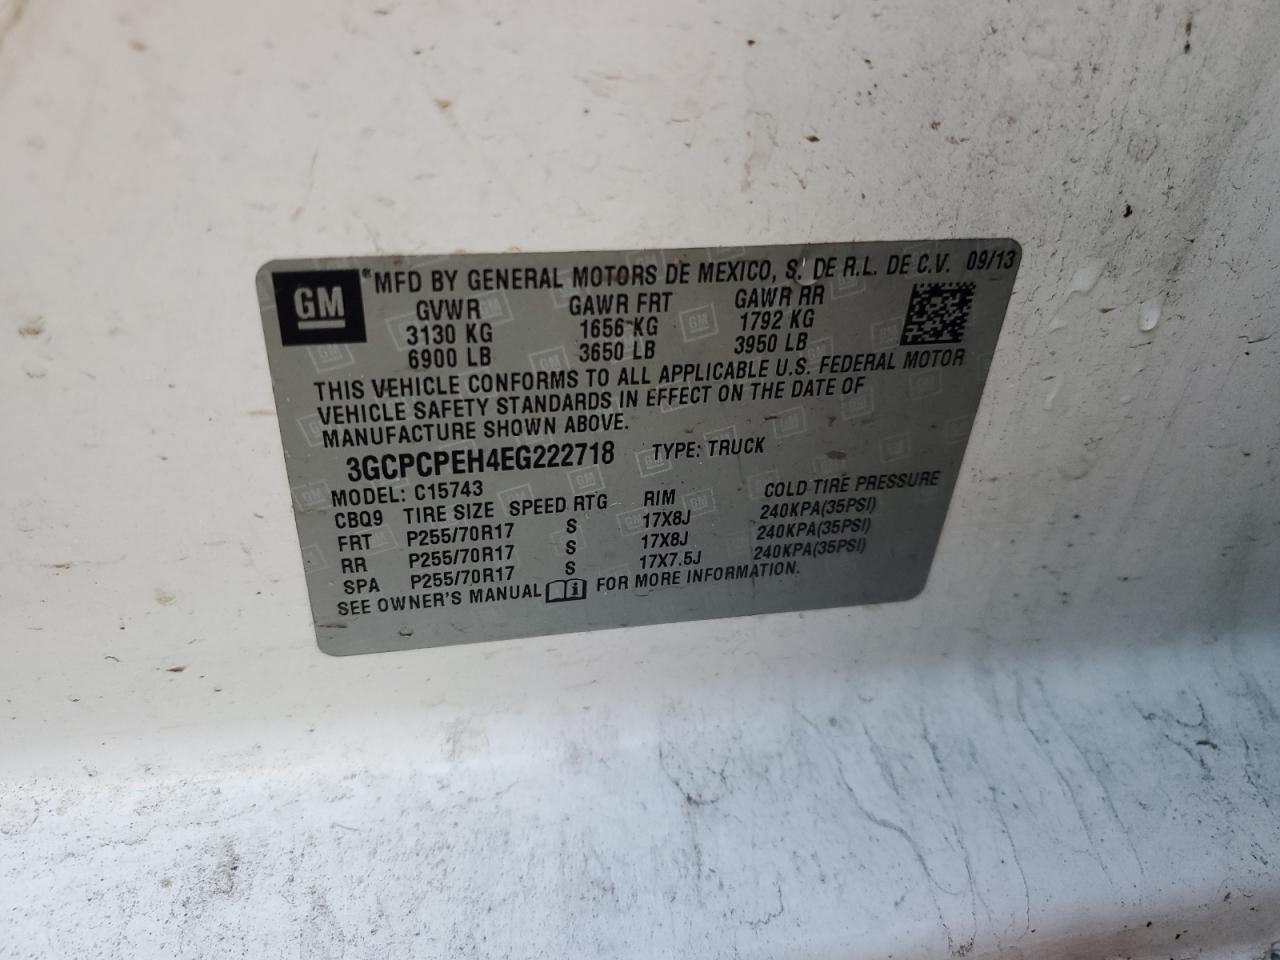 GM
MFD BY GENERAL MOTORS DE MEXICO, S. DE R.L. DE C.V. 09/13
GVWR GAWR FRT GAWR RR
3130 KG 1656 KG 1792 KG
6900 LB 3650 LB 3950 LB
THIS VEHICLE CONFORMS TO ALL APPLICABLE U.S. FEDERAL MOTOR
VEHICLE SAFETY STANDARDS IN EFFECT ON THE DATE OF
MANUFACTURE SHOWN ABOVE.
3GCPCPEH4EG222718 TYPE: TRUCK
MODEL: C15743
CBQ9 TIRE SIZE SPEED RTG RIM COLD TIRE PRESSURE
FRT P255/70R17 S 17X8J 240KPA(35PSI)
RR P255/70R17 S 17X8J 240KPA(35PSI)
SPA P255/70R17 S 17X7.5J 240KPA(35PSI)
SEE OWNER'S MANUAL FOR MORE INFORMATION.